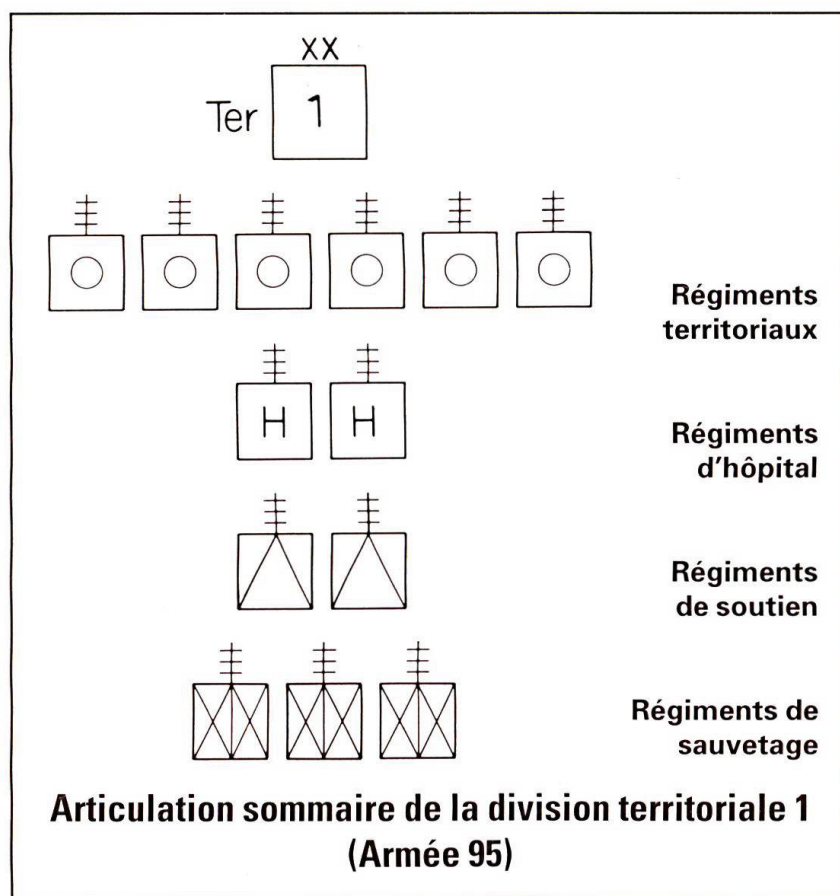 XX
Ter 1
Régiments
territoriaux
H H
Régiments
d'hôpital
Régiments
de soutien
Régiments de
sauvetage
Articulation sommaire de la division territoriale 1
(Armée 95)